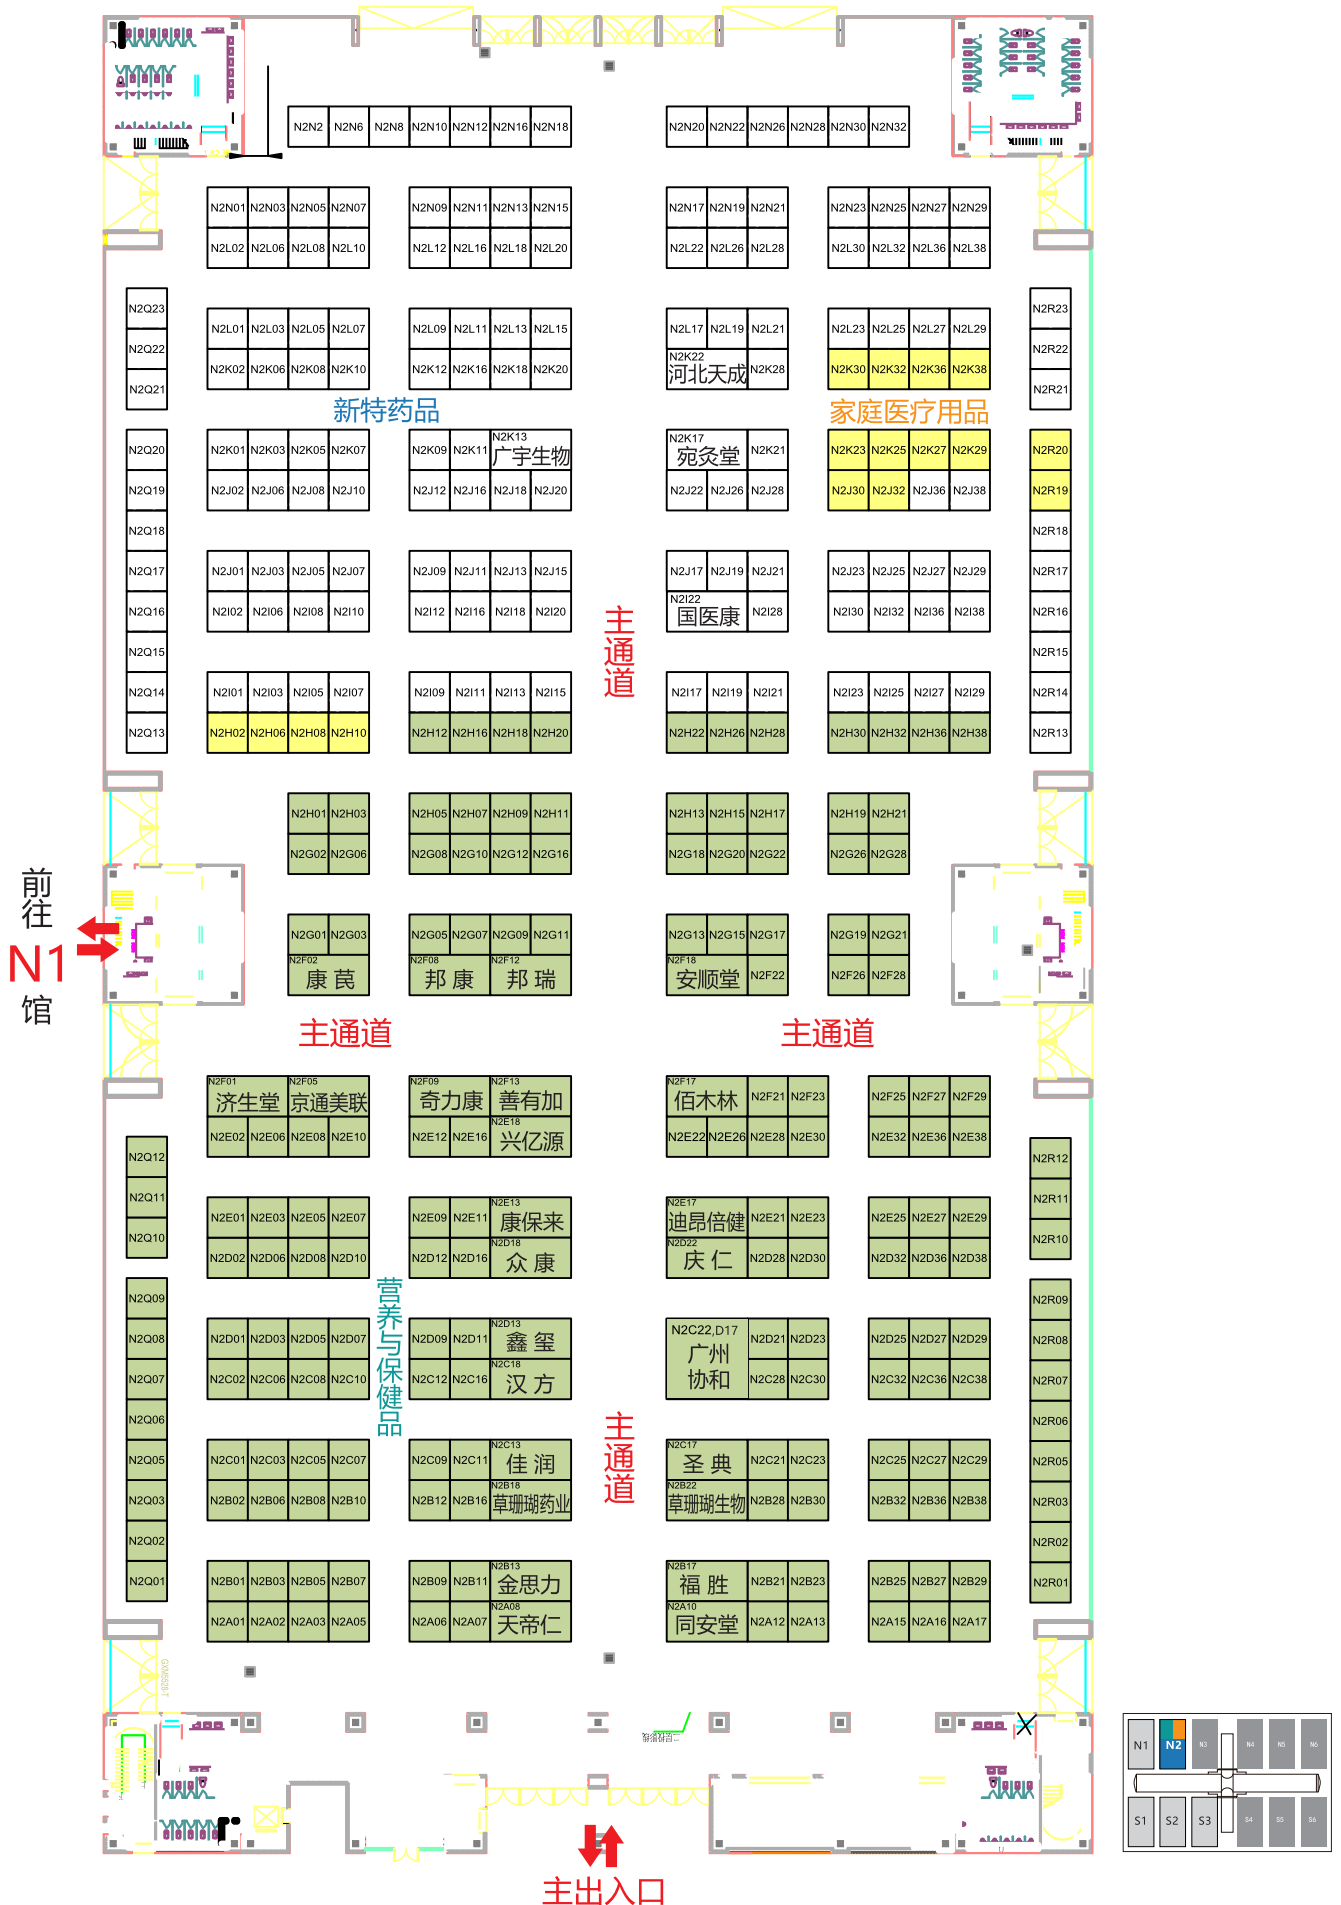 N2N2 N2N6 N2N8 N2N10 N2N12 N2N16 N2N18 N2N20 N2N22 N2N26 N2N28 N2N30 N2N32
N2N01 N2N03 N2N05 N2N07 N2N09 N2N11 N2N13 N2N15 N2N17 N2N19 N2N21 N2N23 N2N25 N2N27 N2N29
N2L02 N2L06 N2L08 N2L10 N2L12 N2L16 N2L18 N2L20 N2L22 N2L26 N2L28 N2L30 N2L32 N2L36 N2L38
N2Q23 N2R23
N2L01 N2L03 N2L05 N2L07 N2L09 N2L11 N2L13 N2L15 N2L17 N2L19 N2L21 N2L23 N2L25 N2L27 N2L29
N2Q22 N2R22
N2K02 N2K06 N2K08 N2K10 N2K12 N2K16 N2K18 N2K20 N2K22 河北天成 N2K28 N2K30 N2K32 N2K36 N2K38
N2Q21 N2R21
新特药品 家庭医疗用品
N2Q20 N2K01 N2K03 N2K05 N2K07 N2K09 N2K11 N2K13 广宇生物 N2K17 宛灸堂 N2K21 N2K23 N2K25 N2K27 N2K29 N2R20
N2Q19 N2J02 N2J06 N2J08 N2J10 N2J12 N2J16 N2J18 N2J20 N2J22 N2J26 N2J28 N2J30 N2J32 N2J36 N2J38 N2R19
N2Q18 N2R18
N2Q17 N2J01 N2J03 N2J05 N2J07 N2J09 N2J11 N2J13 N2J15 N2J17 N2J19 N2J21 N2J23 N2J25 N2J27 N2J29 N2R17
N2Q16 N2I02 N2I06 N2I08 N2I10 N2I12 N2I16 N2I18 N2I20 N2I22 国医康 N2I28 N2I30 N2I32 N2I36 N2I38 N2R16
主通道
N2Q15 N2R15
N2Q14 N2I01 N2I03 N2I05 N2I07 N2I09 N2I11 N2I13 N2I15 N2I17 N2I19 N2I21 N2I23 N2I25 N2I27 N2I29 N2R14
N2Q13 N2H02 N2H06 N2H08 N2H10 N2H12 N2H16 N2H18 N2H20 N2H22 N2H26 N2H28 N2H30 N2H32 N2H36 N2H38 N2R13
N2H01 N2H03 N2H05 N2H07 N2H09 N2H11 N2H13 N2H15 N2H17 N2H19 N2H21
N2G02 N2G06 N2G08 N2G10 N2G12 N2G16 N2G18 N2G20 N2G22 N2G26 N2G28
前往
N1
馆
N2G01 N2G03 N2G05 N2G07 N2G09 N2G11 N2G13 N2G15 N2G17 N2G19 N2G21
N2F02 康苠 N2F08 邦康 N2F12 邦瑞 N2F18 安顺堂 N2F22 N2F26 N2F28
主通道 主通道
N2F01 济生堂 N2F05 京通美联 N2F09 奇力康 N2F13 善有加 N2F17 佰木林 N2F21 N2F23 N2F25 N2F27 N2F29
N2E02 N2E06 N2E08 N2E10 N2E12 N2E16 N2E18 兴亿源 N2E22 N2E26 N2E28 N2E30 N2E32 N2E36 N2E38
N2Q12 N2R12
N2Q11 N2R11
N2E01 N2E03 N2E05 N2E07 N2E09 N2E11 N2E13 康保来 N2E17 迪昂倍健 N2E21 N2E23 N2E25 N2E27 N2E29
N2Q10 N2R10
N2D02 N2D06 N2D08 N2D10 N2D12 N2D16 N2D18 众康 N2D22 庆仁 N2D28 N2D30 N2D32 N2D36 N2D38
营养与保健品
N2Q09 N2R09
N2Q08 N2D01 N2D03 N2D05 N2D07 N2D09 N2D11 N2D13 鑫玺 N2C22,D17 广州协和 N2D21 N2D23 N2D25 N2D27 N2D29 N2R08
N2Q07 N2C02 N2C06 N2C08 N2C10 N2C12 N2C16 N2C18 汉方 N2C28 N2C30 N2C32 N2C36 N2C38 N2R07
N2Q06 N2R06
主通道
N2Q05 N2C01 N2C03 N2C05 N2C07 N2C09 N2C11 N2C13 佳润 N2C17 圣典 N2C21 N2C23 N2C25 N2C27 N2C29 N2R05
N2Q03 N2B02 N2B06 N2B08 N2B10 N2B12 N2B16 N2B18 草珊瑚药业 N2B22 草珊瑚生物 N2B28 N2B30 N2B32 N2B36 N2B38 N2R03
N2Q02 N2R02
N2Q01 N2B01 N2B03 N2B05 N2B07 N2B09 N2B11 N2B13 金思力 N2B17 福胜 N2B21 N2B23 N2B25 N2B27 N2B29 N2R01
N2A01 N2A02 N2A03 N2A05 N2A06 N2A07 N2A08 天帝仁 N2A10 同安堂 N2A12 N2A13 N2A15 N2A16 N2A17
N1 N2 N3 N4 N5 N6
S1 S2 S3 S4 S5 S6
主出入口